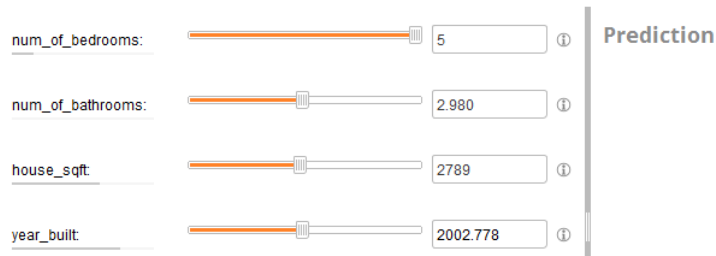 num_of_bedrooms: 5 Prediction
num_of_bathrooms: 2.980
house_sqft: 2789
year_built: 2002.778